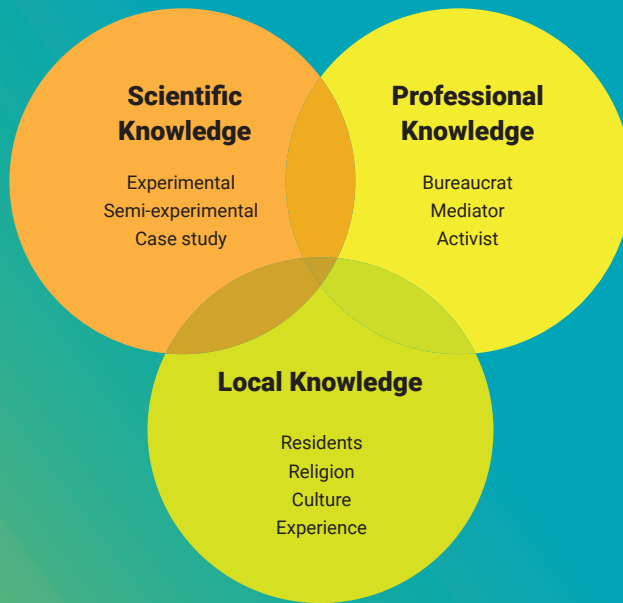 Scientific
Knowledge
Experimental
Semi-experimental
Case study
Professional
Knowledge
Bureaucrat
Mediator
Activist
Local Knowledge
Residents
Religion
Culture
Experience